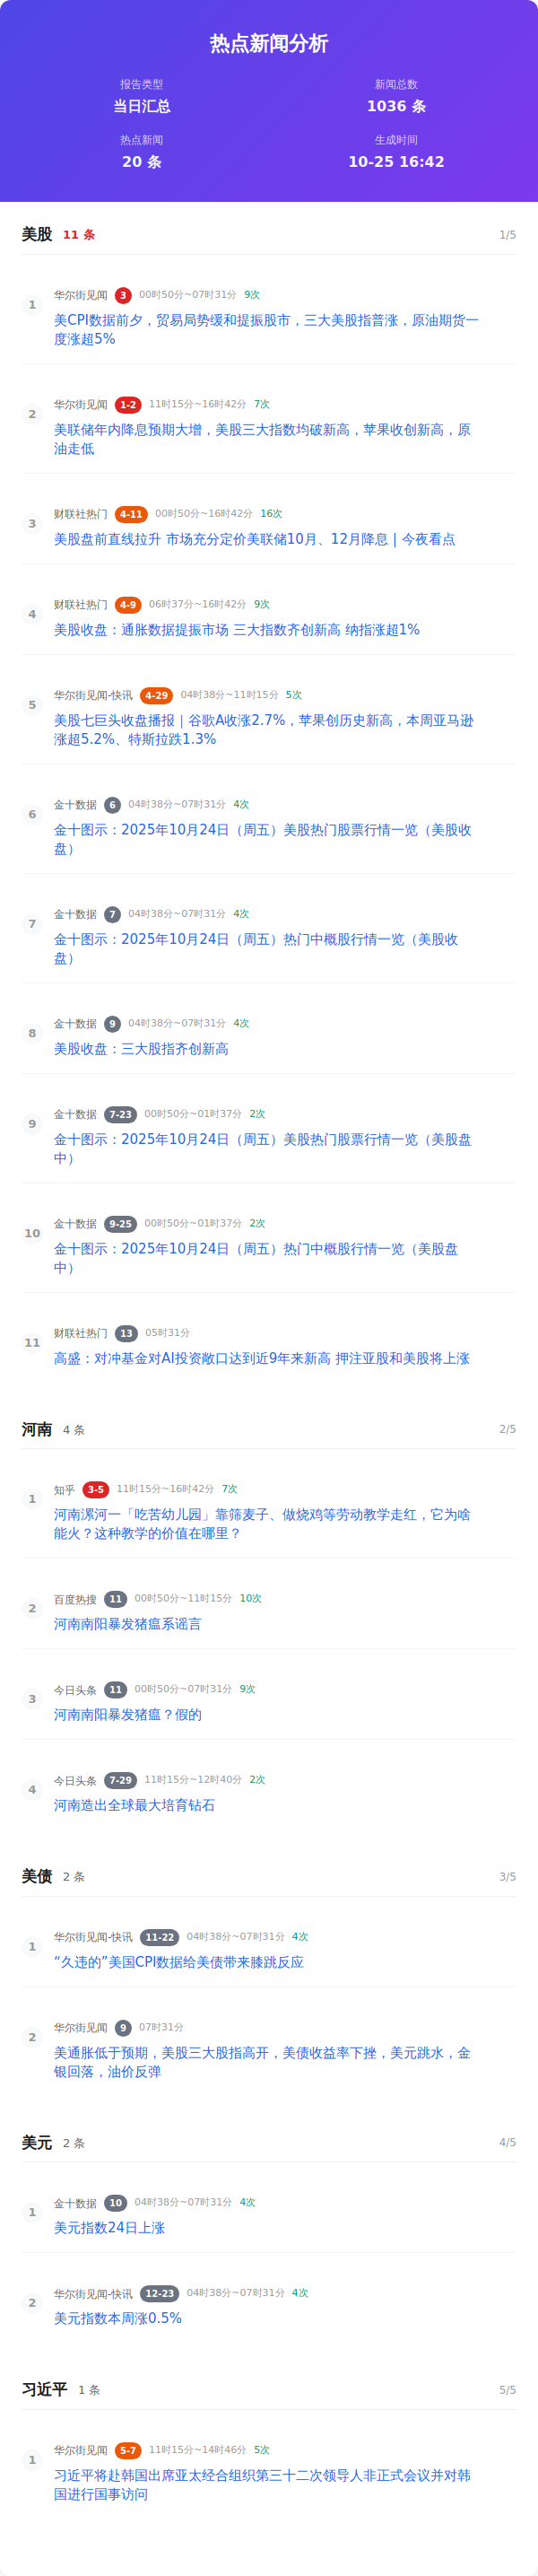 热点新闻分析
报告类型
当日汇总
新闻总数
1036 条
热点新闻
20 条
生成时间
10-25 16:42
美股 11 条 1/5
1
华尔街见闻 3 00时50分~07时31分 9次
美CPI数据前夕，贸易局势缓和提振股市，三大美股指普涨，原油期货一
度涨超5%
2
华尔街见闻 1-2 11时15分~16时42分 7次
美联储年内降息预期大增，美股三大指数均破新高，苹果收创新高，原
油走低
3
财联社热门 4-11 00时50分~16时42分 16次
美股盘前直线拉升 市场充分定价美联储10月、12月降息 | 今夜看点
4
财联社热门 4-9 06时37分~16时42分 9次
美股收盘：通胀数据提振市场 三大指数齐创新高 纳指涨超1%
5
华尔街见闻-快讯 4-29 04时38分~11时15分 5次
美股七巨头收盘播报｜谷歌A收涨2.7%，苹果创历史新高，本周亚马逊
涨超5.2%、特斯拉跌1.3%
6
金十数据 6 04时38分~07时31分 4次
金十图示：2025年10月24日（周五）美股热门股票行情一览（美股收
盘）
7
金十数据 7 04时38分~07时31分 4次
金十图示：2025年10月24日（周五）热门中概股行情一览（美股收
盘）
8
金十数据 9 04时38分~07时31分 4次
美股收盘：三大股指齐创新高
9
金十数据 7-23 00时50分~01时37分 2次
金十图示：2025年10月24日（周五）美股热门股票行情一览（美股盘
中）
10
金十数据 9-25 00时50分~01时37分 2次
金十图示：2025年10月24日（周五）热门中概股行情一览（美股盘
中）
11
财联社热门 13 05时31分
高盛：对冲基金对AI投资敞口达到近9年来新高 押注亚股和美股将上涨
河南 4 条 2/5
1
知乎 3-5 11时15分~16时42分 7次
河南漯河一「吃苦幼儿园」靠筛麦子、做烧鸡等劳动教学走红，它为啥
能火？这种教学的价值在哪里？
2
百度热搜 11 00时50分~11时15分 10次
河南南阳暴发猪瘟系谣言
3
今日头条 11 00时50分~07时31分 9次
河南南阳暴发猪瘟？假的
4
今日头条 7-29 11时15分~12时40分 2次
河南造出全球最大培育钻石
美债 2 条 3/5
1
华尔街见闻-快讯 11-22 04时38分~07时31分 4次
“久违的”美国CPI数据给美债带来膝跳反应
2
华尔街见闻 9 07时31分
美通胀低于预期，美股三大股指高开，美债收益率下挫，美元跳水，金
银回落，油价反弹
美元 2 条 4/5
1
金十数据 10 04时38分~07时31分 4次
美元指数24日上涨
2
华尔街见闻-快讯 12-23 04时38分~07时31分 4次
美元指数本周涨0.5%
习近平 1 条 5/5
1
华尔街见闻 5-7 11时15分~14时46分 5次
习近平将赴韩国出席亚太经合组织第三十二次领导人非正式会议并对韩
国进行国事访问